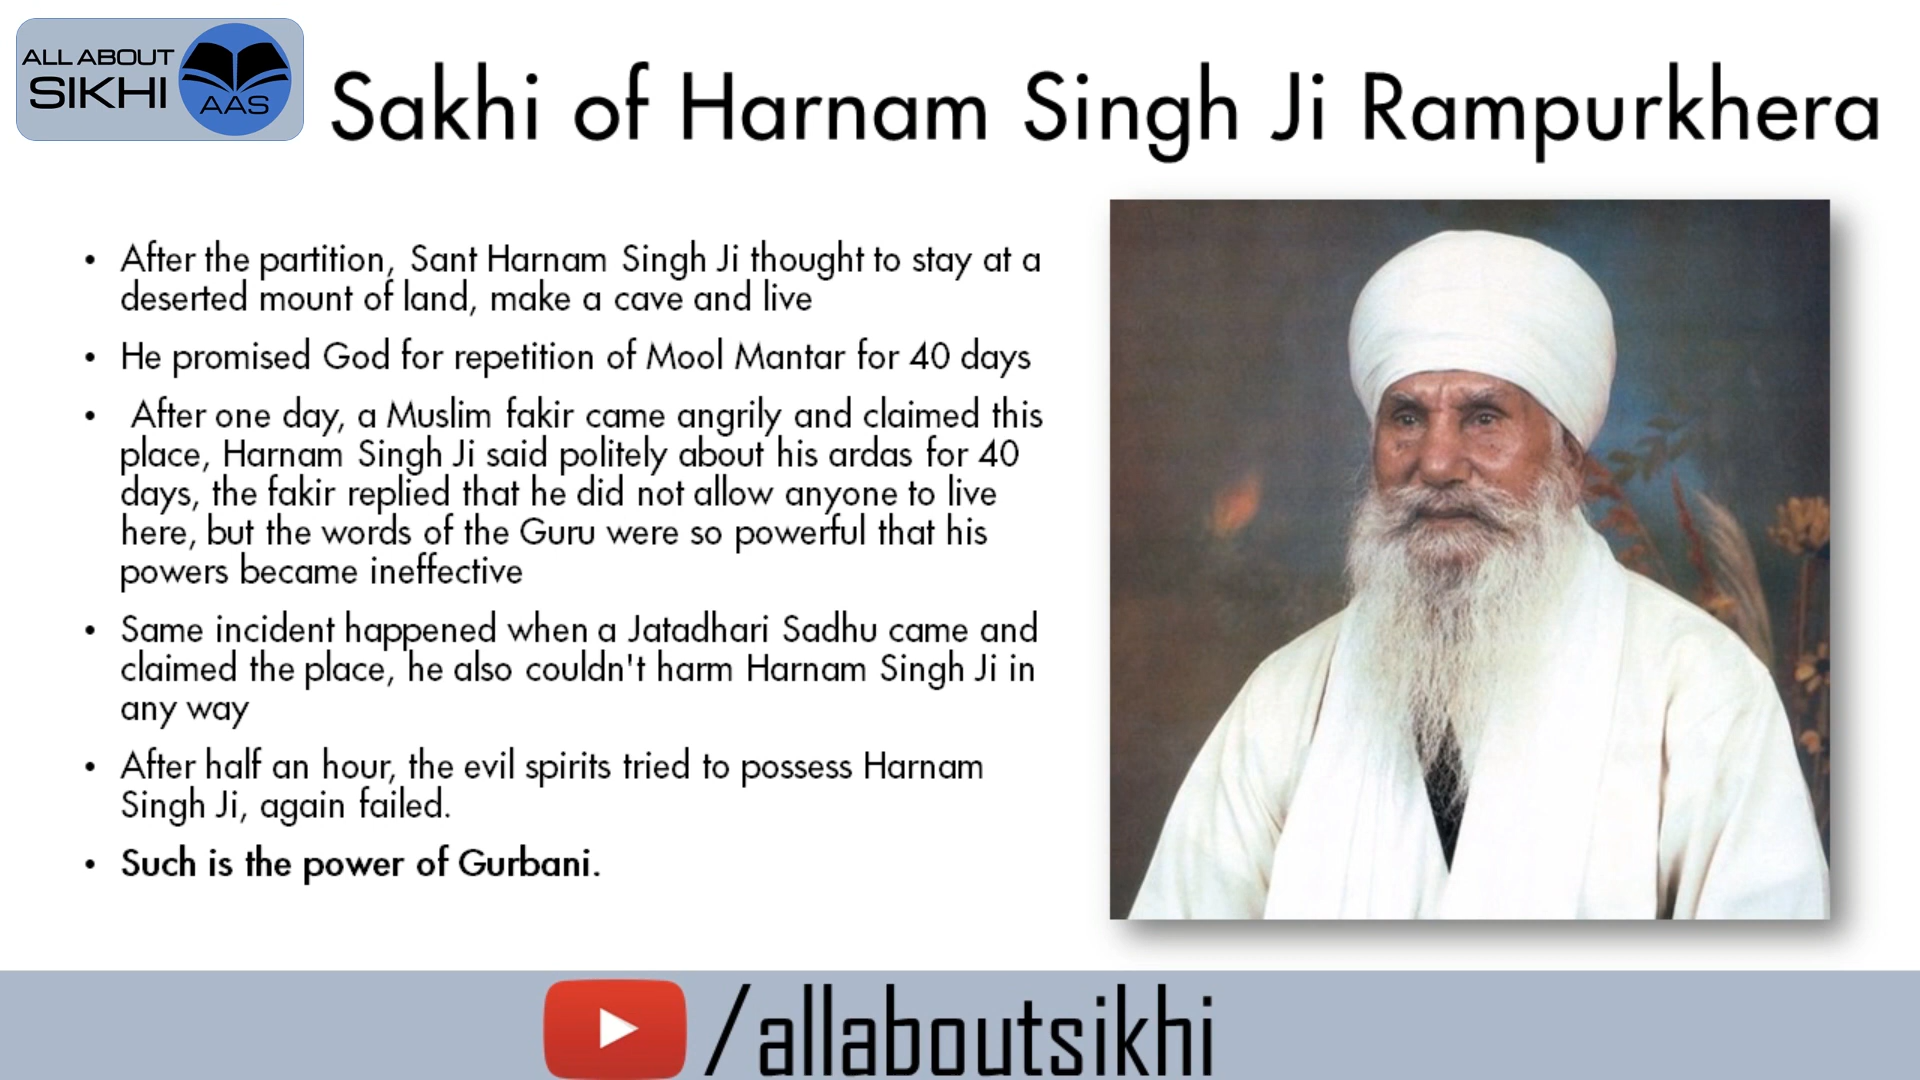 ALL ABOUT
SIKHI
AAS
Sakhi of Harnam Singh Ji Rampurkhera
• After the partition, Sant Harnam Singh Ji thought to stay at a
deserted mount of land, make a cave and live
• He promised God for repetition of Mool Mantar for 40 days
• After one day, a Muslim fakir came angrily and claimed this
place, Harnam Singh Ji said politely about his ardas for 40
days, the fakir replied that he did not allow anyone to live
here, but the words of the Guru were so powerful that his
powers became ineffective
• Same incident happened when a Jatadhari Sadhu came and
claimed the place, he also couldn't harm Harnam Singh Ji in
any way
• After half an hour, the evil spirits tried to possess Harnam
Singh Ji, again failed.
• Such is the power of Gurbani.
/allaboutsikhi